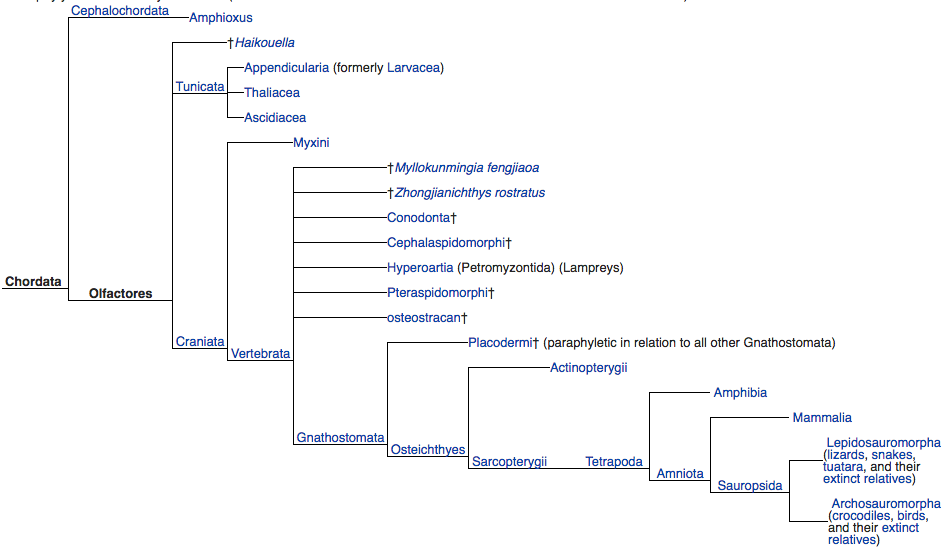 Cephalochordata
Amphioxus
†Haikouella
Appendicularia (formerly Larvacea)
Tunicata
Thaliacea
Ascidiacea
Myxini
†Myllokunmingia fengjiaoa
†Zhongjianichthys rostratus
Conodonta†
Cephalaspidomorphi†
Hyperoartia (Petromyzontida) (Lampreys)
Chordata
Olfactores
Pteraspidomorphi†
osteostracan†
Craniata
Placodermi† (paraphyletic in relation to all other Gnathostomata)
Vertebrata
Actinopterygii
Amphibia
Mammalia
Gnathostomata
Osteichthyes
Lepidosauromorpha
(lizards, snakes,
tuatara, and their
extinct relatives)
Sarcopterygii
Tetrapoda
Amniota
Sauropsida
Archosauromorpha
(crocodiles, birds,
and their extinct
relatives)